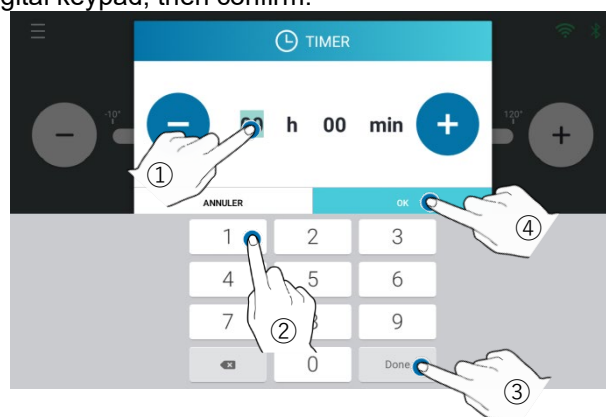 gital keypad, then confirm.
TIMER
-10° 120°
− h 00 min +
− +
①
ANNULER OK
④
1 2 3
4 5 6
7 9
②
0 Done
③